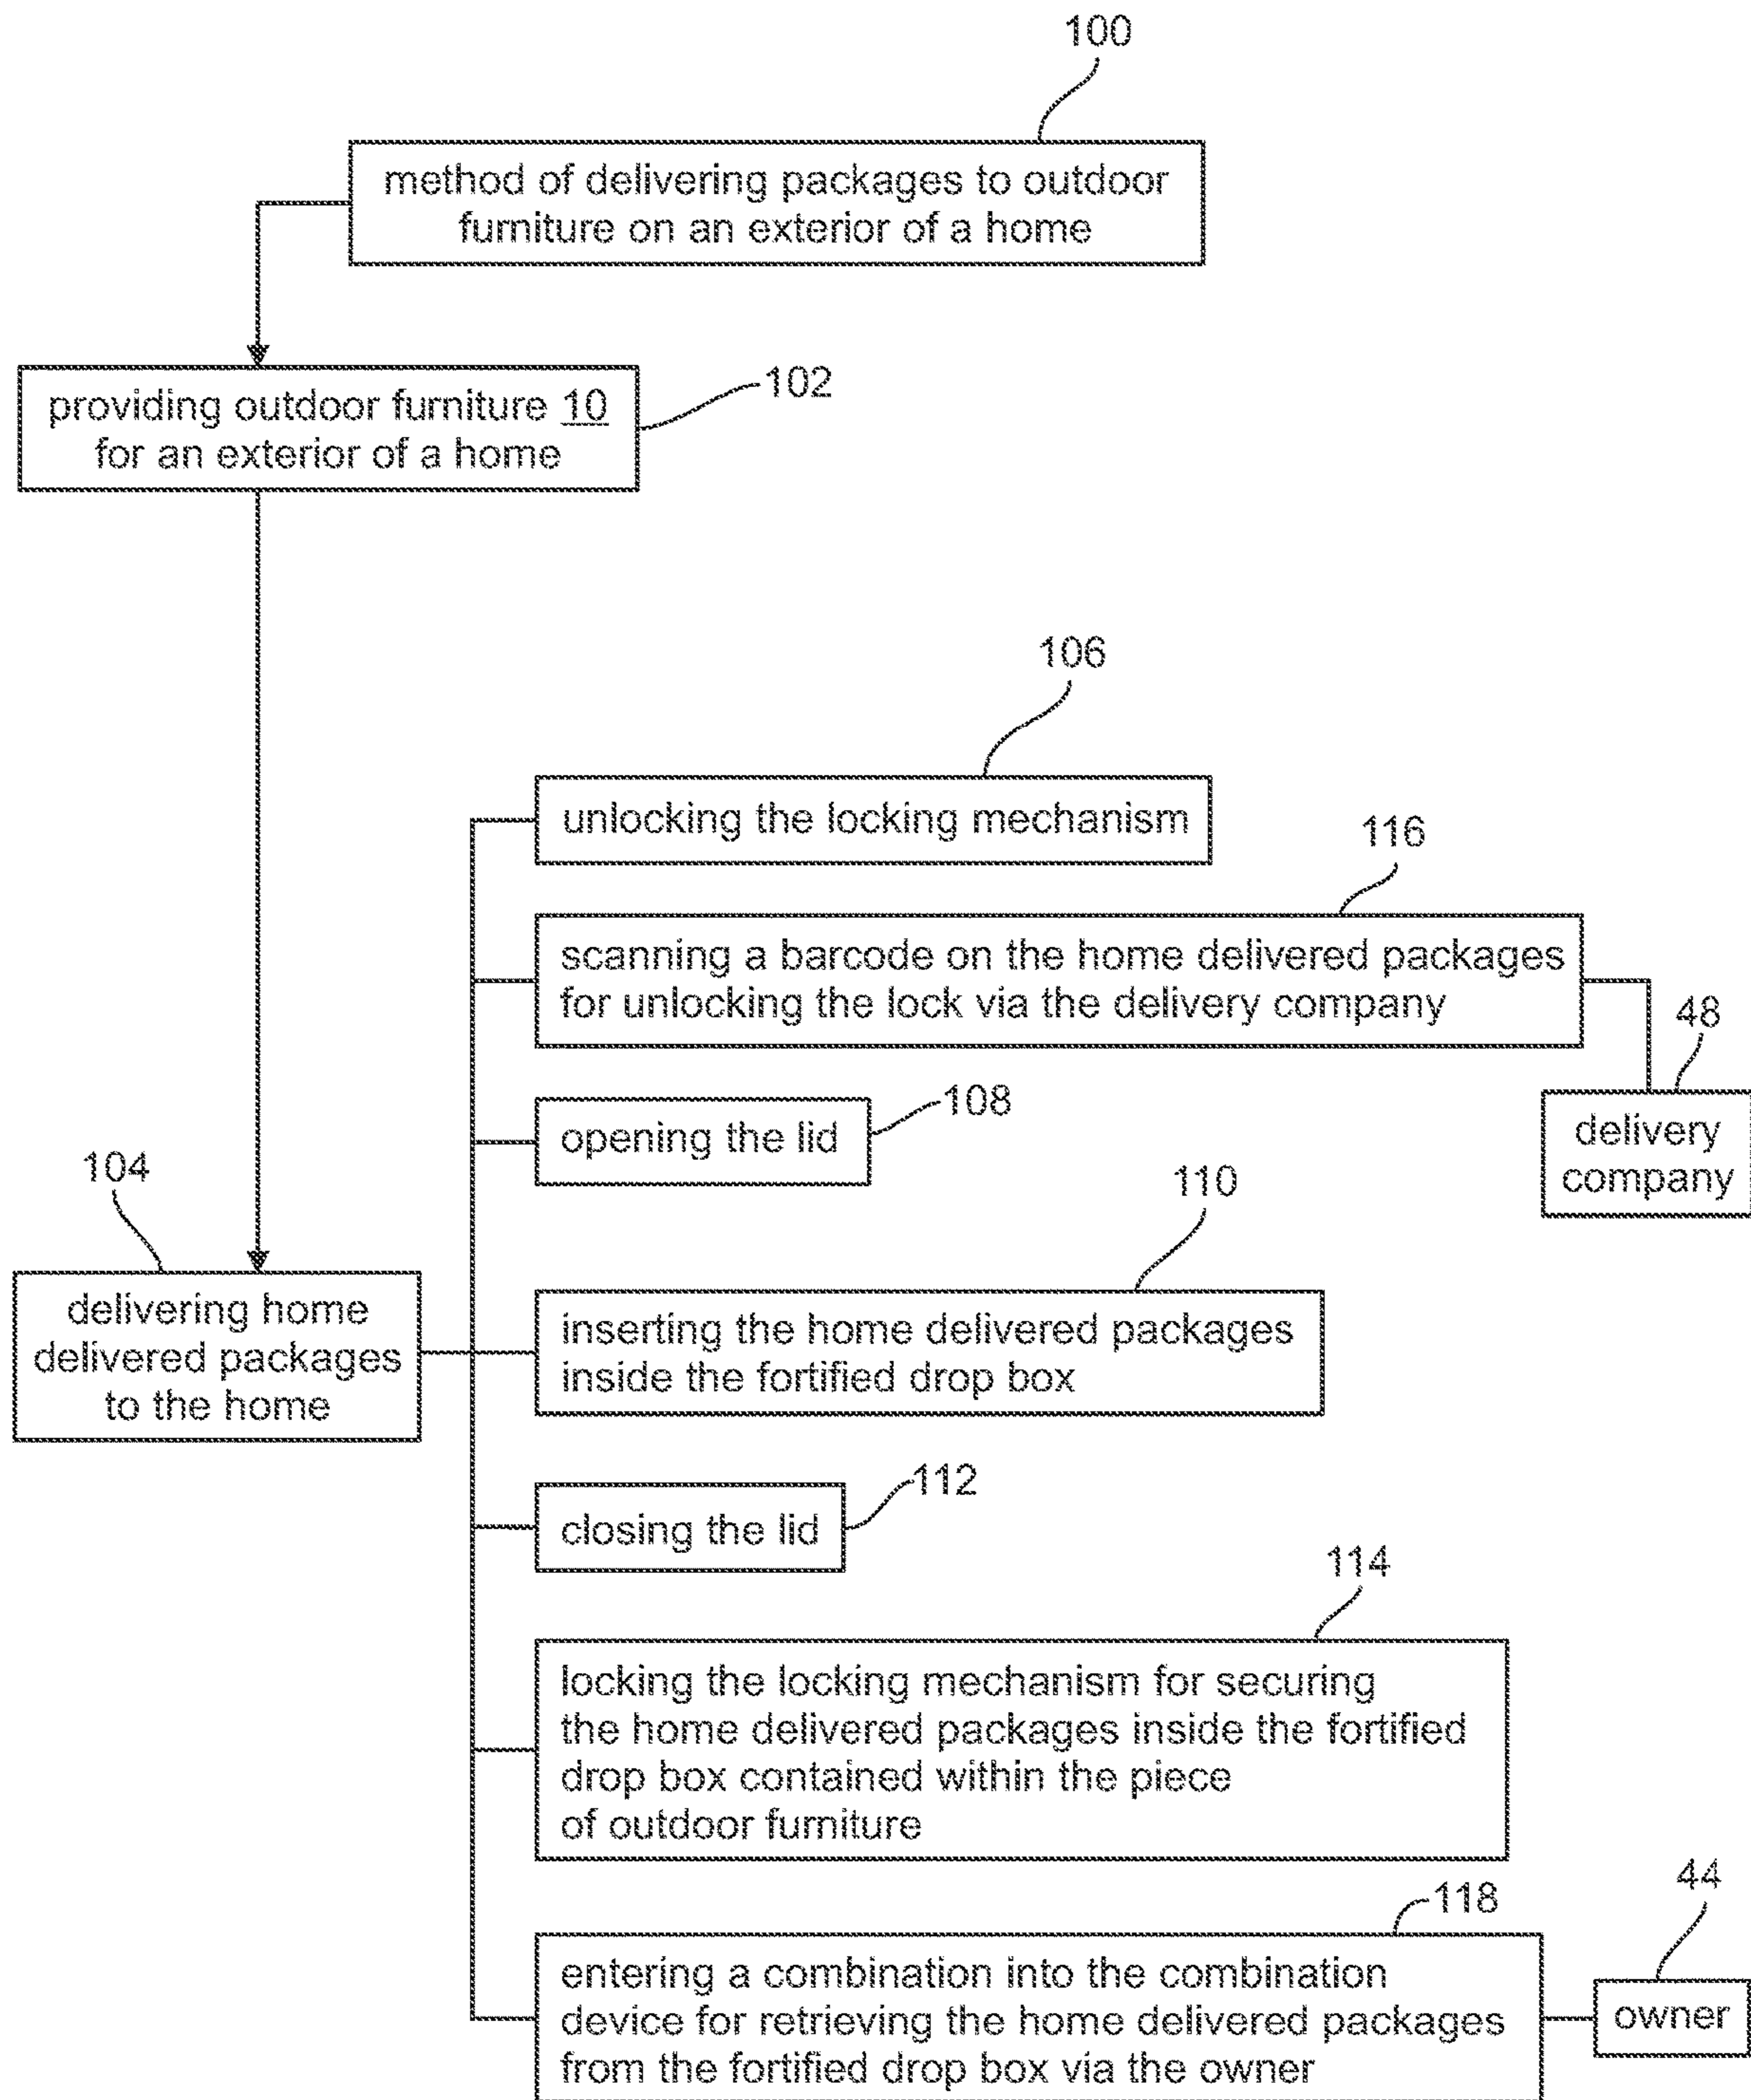 100
method of delivering packages to outdoor
furniture on an exterior of a home
102
providing outdoor furniture 10
for an exterior of a home
106
unlocking the locking mechanism
116
scanning a barcode on the home delivered packages
for unlocking the lock via the delivery company
48
delivery
company
108
opening the lid
104
delivering home
delivered packages
to the home
110
inserting the home delivered packages
inside the fortified drop box
112
closing the lid
114
locking the locking mechanism for securing
the home delivered packages inside the fortified
drop box contained within the piece
of outdoor furniture
118
entering a combination into the combination
device for retrieving the home delivered packages
from the fortified drop box via the owner
44
owner